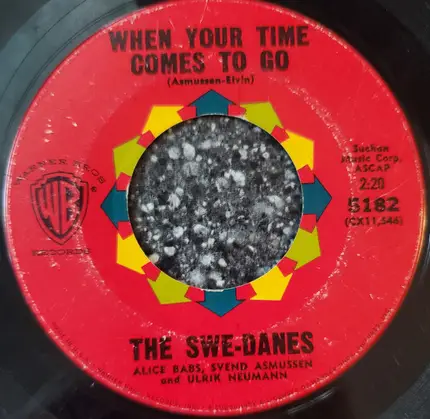 WHEN YOUR TIME
COMES TO GO
(Asmussen-Elvin)
WARNER BROS
WB
RECORDS
®
Suchan
Music Corp.
ASCAP
2:20
5182
(CX11,546)
THE SWE-DANES
ALICE BABS, SVEND ASMUSSEN
and ULRIK NEUMANN